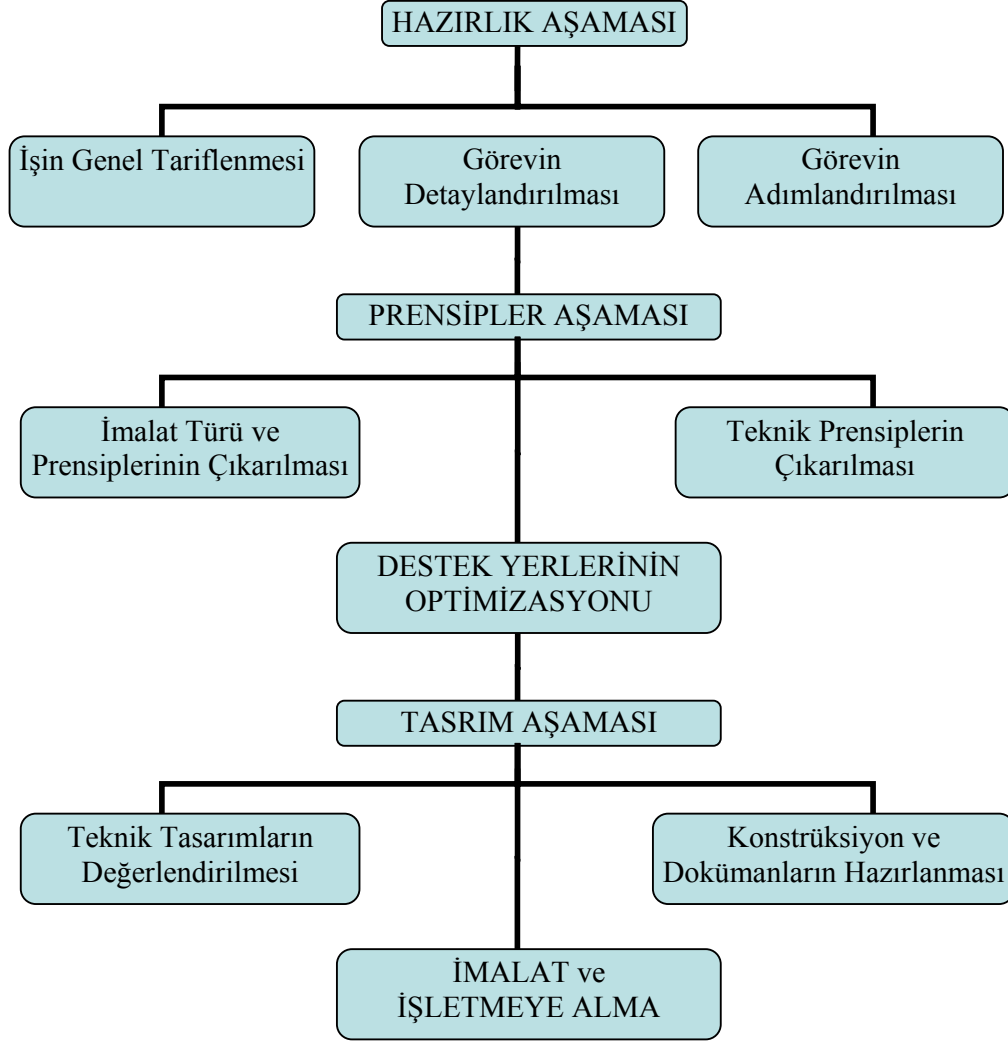 HAZIRLIK AŞAMASI
İşin Genel Tariflenmesi
Görevin
Detaylandırılması
Görevin
Adımlandırılması
PRENSİPLER AŞAMASI
İmalat Türü ve
Prensiplerinin Çıkarılması
Teknik Prensiplerin
Çıkarılması
DESTEK YERLERİNİN
OPTİMİZASYONU
TASRIM AŞAMASI
Teknik Tasarımların
Değerlendirilmesi
Konstrüksiyon ve
Dokümanların Hazırlanması
İMALAT ve
İŞLETMEYE ALMA